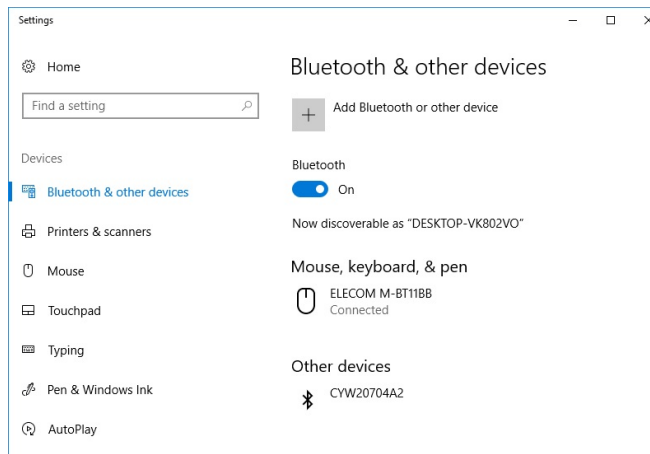 Settings
Home
Find a setting
Devices
Bluetooth & other devices
Printers & scanners
Mouse
Touchpad
Typing
Pen & Windows Ink
AutoPlay
Bluetooth & other devices
Add Bluetooth or other device
Bluetooth
On
Now discoverable as “DESKTOP-VK802VO”
Mouse, keyboard, & pen
ELECOM M-BT11BB
Connected
Other devices
CYW20704A2